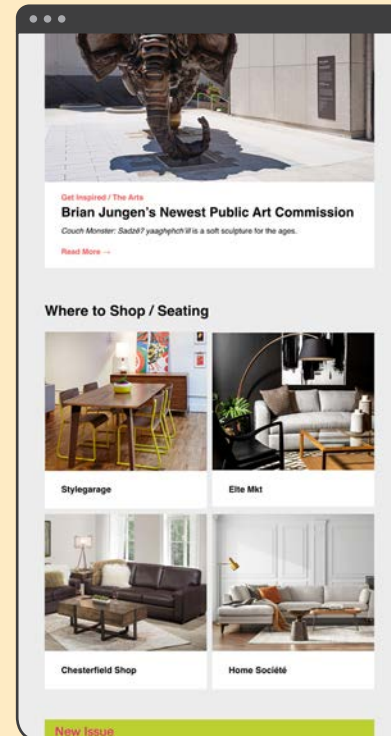 Get Inspired / The Arts
Brian Jungen's Newest Public Art Commission
Couch Monster: Sadzěʔ yaaghęhch'ill is a soft sculpture for the ages.
Read More →
Where to Shop / Seating
Stylegarage
Elte Mkt
Chesterfield Shop
Home Société
New Issue